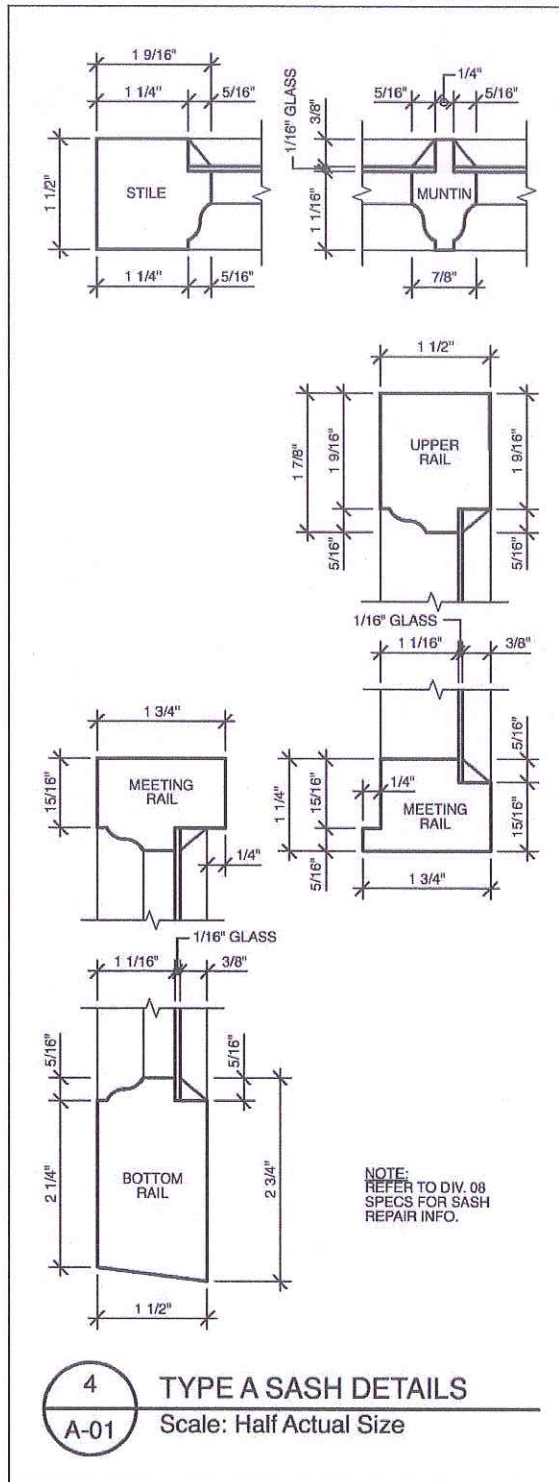 1 9/16"
1 1/4"
5/16"
1 1/2"
STILE
1 1/4"
5/16"
1/16" GLASS
3/8"
5/16"
1/4"
5/16"
1 1/16"
MUNTIN
7/8"
1 1/2"
1 7/8"
1 9/16"
UPPER
RAIL
1 9/16"
5/16"
5/16"
1/16" GLASS
1 1/16"
3/8"
1 3/4"
15/16"
MEETING
RAIL
1/4"
1 1/4"
15/16"
1/4"
5/16"
MEETING
RAIL
5/16"
15/16"
1 3/4"
1/16" GLASS
1 1/16"
3/8"
5/16"
5/16"
2 1/4"
BOTTOM
RAIL
2 3/4"
1 1/2"
NOTE:
REFER TO DIV. 08
SPECS FOR SASH
REPAIR INFO.
4
A-01
TYPE A SASH DETAILS
Scale: Half Actual Size